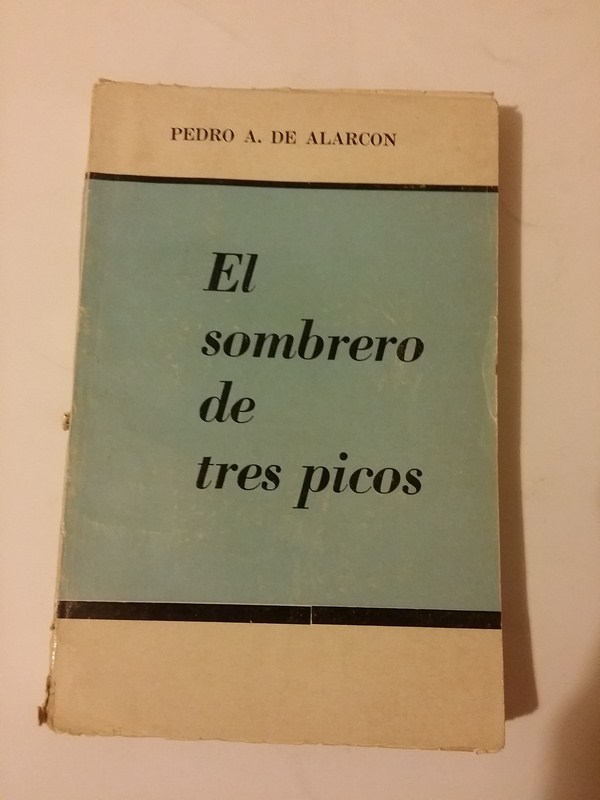 PEDRO A. DE ALARCON
El
sombrero
de
tres picos